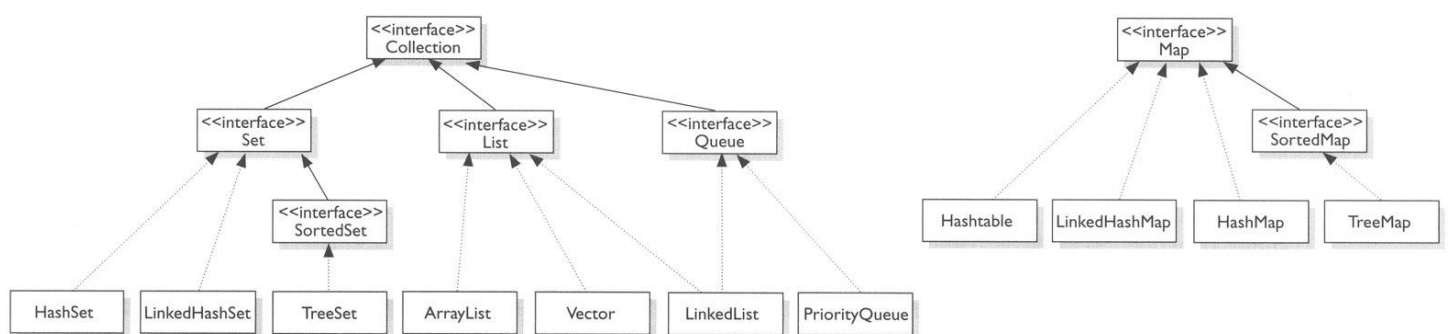 <<interface>>
Collection
<<interface>>
Set
<<interface>>
List
<<interface>>
Queue
<<interface>>
SortedSet
HashSet
LinkedHashSet
TreeSet
ArrayList
Vector
LinkedList
PriorityQueue
<<interface>>
Map
<<interface>>
SortedMap
Hashtable
LinkedHashMap
HashMap
TreeMap